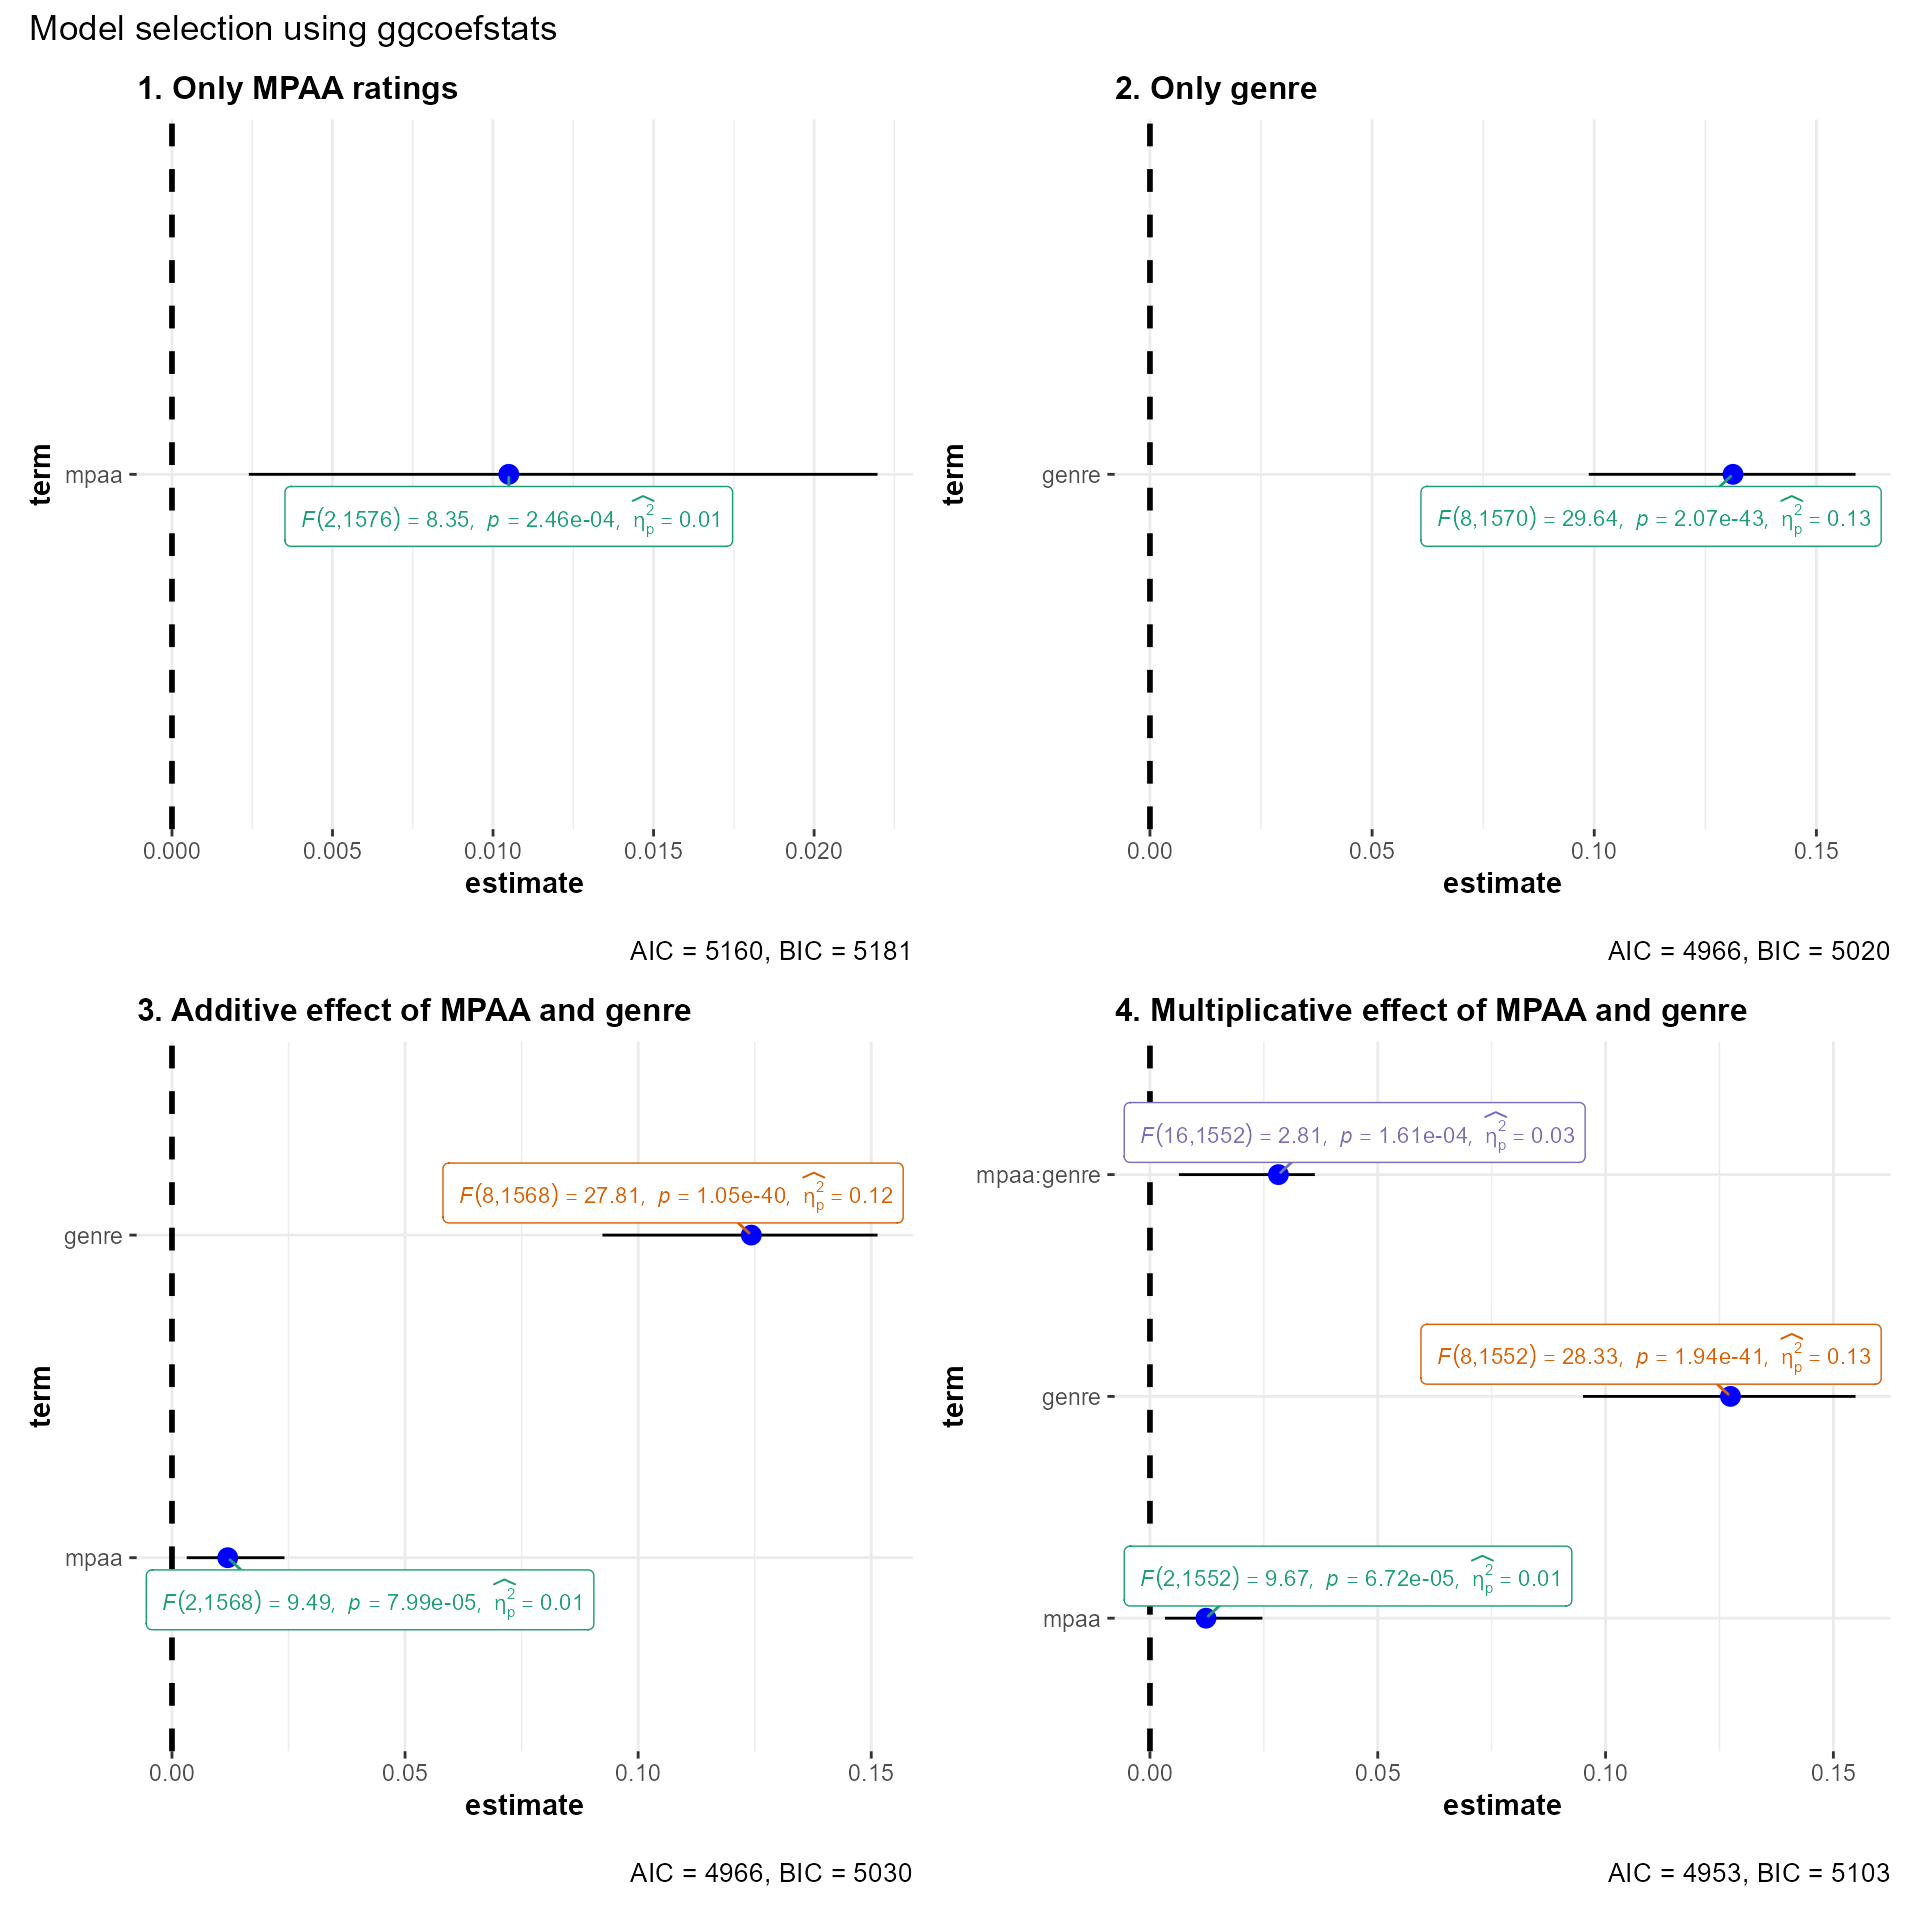 Model selection using ggcoefstats
1. Only MPAA ratings
term
mpaa
F(2,1576) = 8.35, p = 2.46e-04, η̂²ₚ = 0.01
0.000 0.005 0.010 0.015 0.020
estimate
AIC = 5160, BIC = 5181
2. Only genre
term
genre
F(8,1570) = 29.64, p = 2.07e-43, η̂²ₚ = 0.13
0.00 0.05 0.10 0.15
estimate
AIC = 4966, BIC = 5020
3. Additive effect of MPAA and genre
F(8,1568) = 27.81, p = 1.05e-40, η̂²ₚ = 0.12
genre
term
mpaa
F(2,1568) = 9.49, p = 7.99e-05, η̂²ₚ = 0.01
0.00 0.05 0.10 0.15
estimate
AIC = 4966, BIC = 5030
4. Multiplicative effect of MPAA and genre
F(16,1552) = 2.81, p = 1.61e-04, η̂²ₚ = 0.03
mpaa:genre
F(8,1552) = 28.33, p = 1.94e-41, η̂²ₚ = 0.13
genre
term
F(2,1552) = 9.67, p = 6.72e-05, η̂²ₚ = 0.01
mpaa
0.00 0.05 0.10 0.15
estimate
AIC = 4953, BIC = 5103